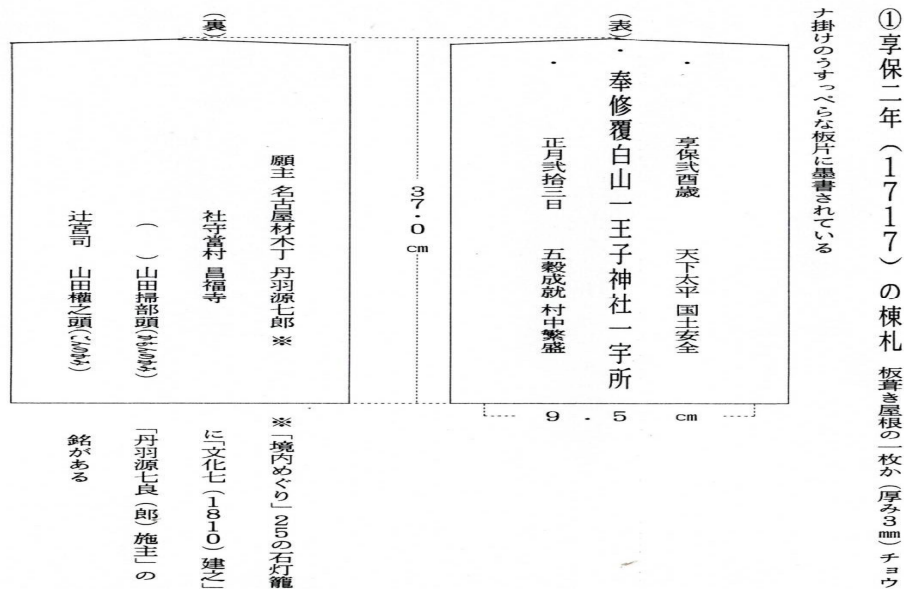 ①享保二年(1717)の棟札 板葺き屋根の一枚か(厚み3㎜)チョウ
ナ掛けのうすっぺらな板片に墨書されている
(表)
・ 享保弐酉歳 天下太平 国土安全
・ 奉修覆白山一王子神社一宇所
・ 正月弐拾三日 五穀成就 村中繁盛
9.5 cm
37.0 cm
(裏)
願主 名古屋材木丁 丹羽源七郎 ※
社守當村 昌福寺
( )山田掃部頭
辻宮司 山田權之頭
※「境内めぐり」25の石灯籠
に「文化七(1810)建之」
「丹羽源七良(郎)施主」の
銘がある